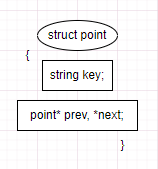 struct point
{
string key;
point* prev, *next;
}